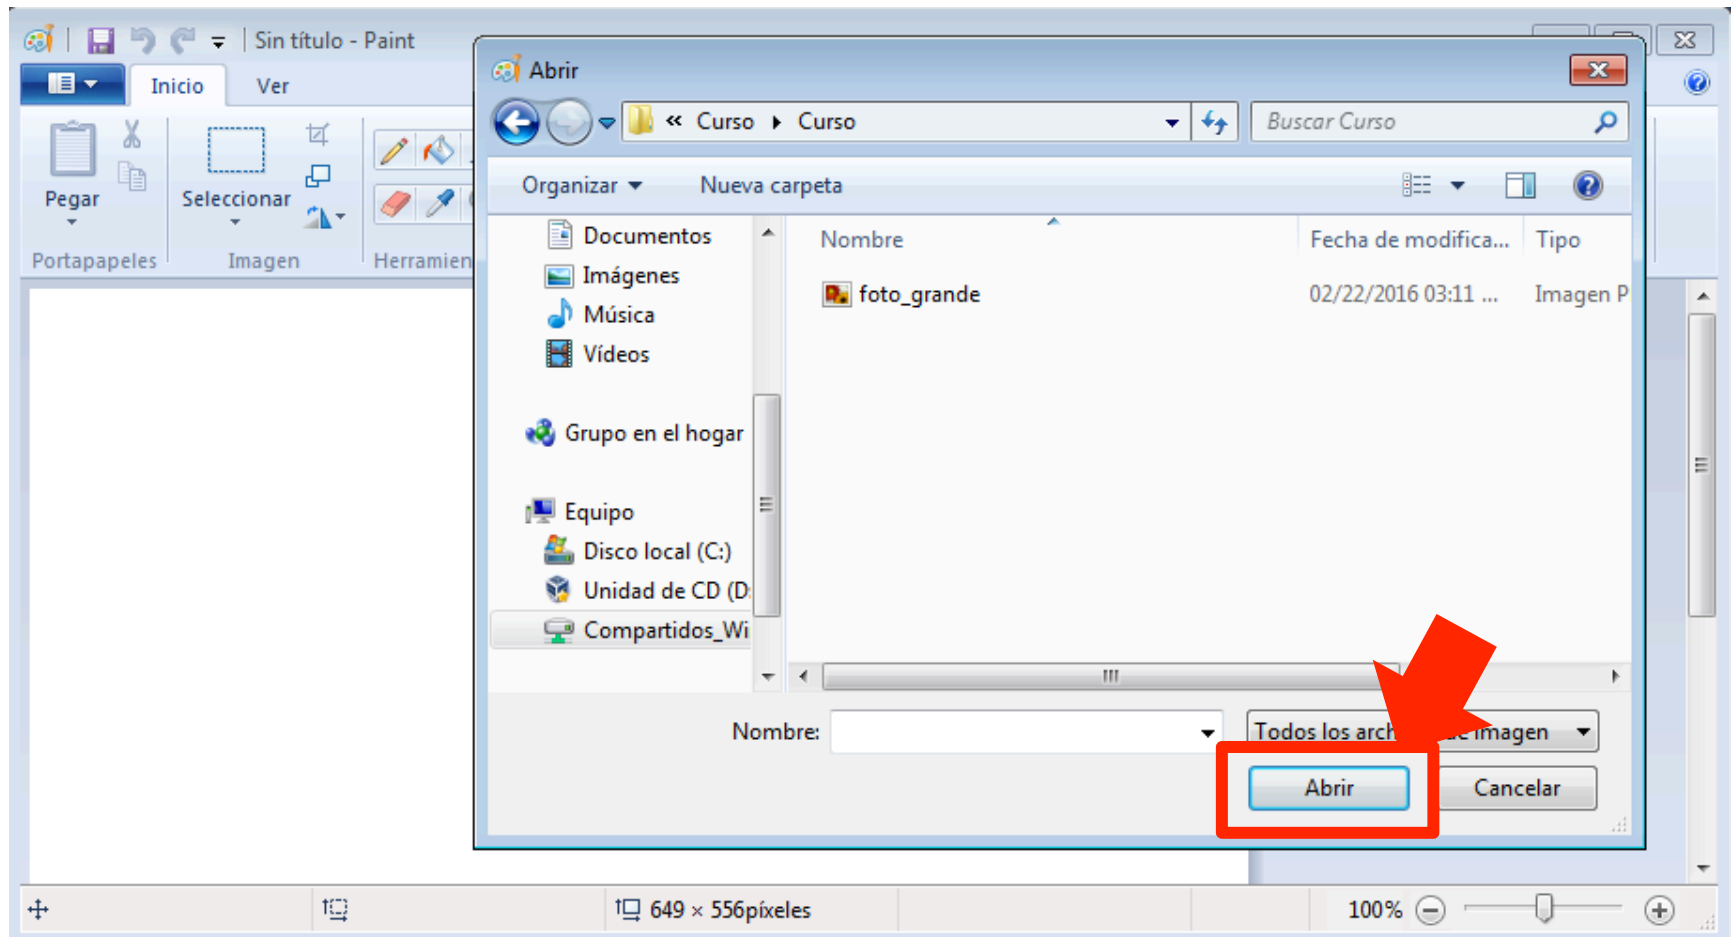 Sin título - Paint
Inicio Ver
Pegar
Seleccionar
Portapapeles Imagen
Abrir
« Curso Curso
Buscar Curso
Organizar Nueva carpeta
Nombre Fecha de modifica... Tipo
foto_grande 02/22/2016 03:11 ... Imagen P
Documentos
Imágenes
Música
Vídeos
Grupo en el hogar
Equipo
Disco local (C:)
Unidad de CD (D:
Compartidos_Wi
Nombre:
Todos los arch imagen
Abrir Cancelar
649 × 556píxeles
100%